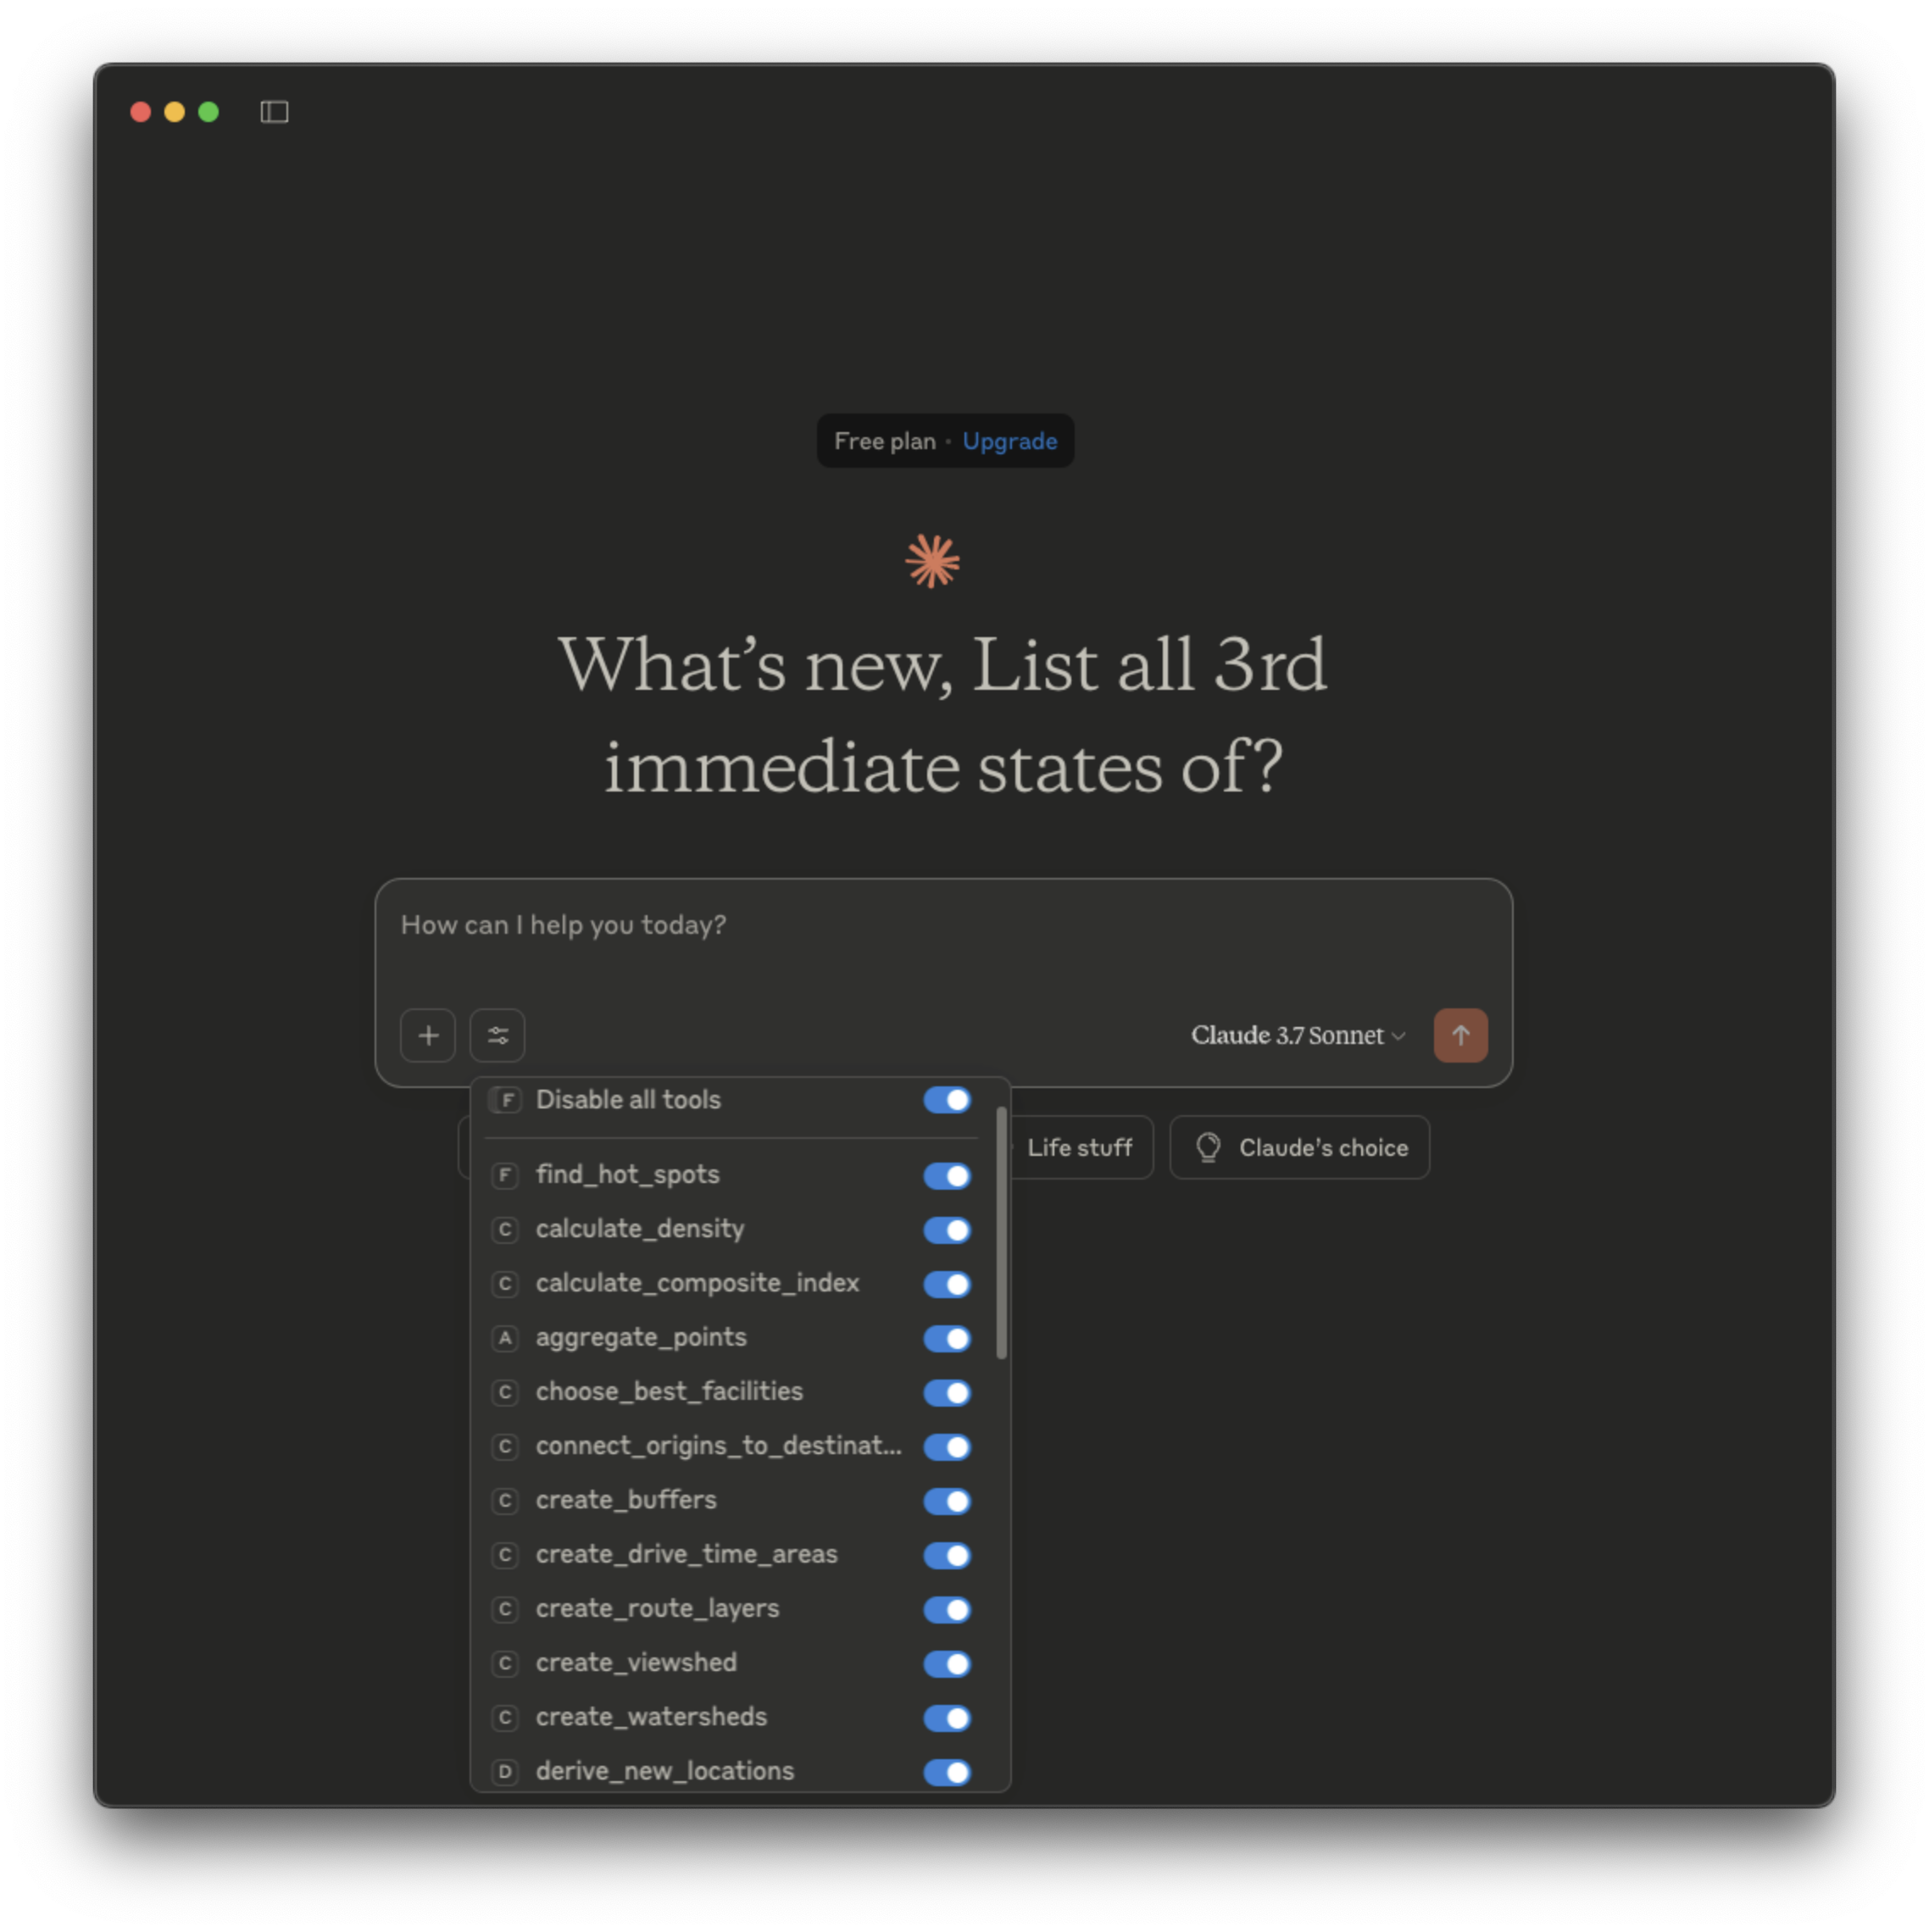 Free plan • Upgrade
What's new, List all 3rd
immediate states of?
How can I help you today?
Claude 3.7 Sonnet
F Disable all tools
Life stuff
Claude's choice
F find_hot_spots
C calculate_density
C calculate_composite_index
A aggregate_points
C choose_best_facilities
C connect_origins_to_destinat...
C create_buffers
C create_drive_time_areas
C create_route_layers
C create_viewshed
C create_watersheds
D derive_new_locations